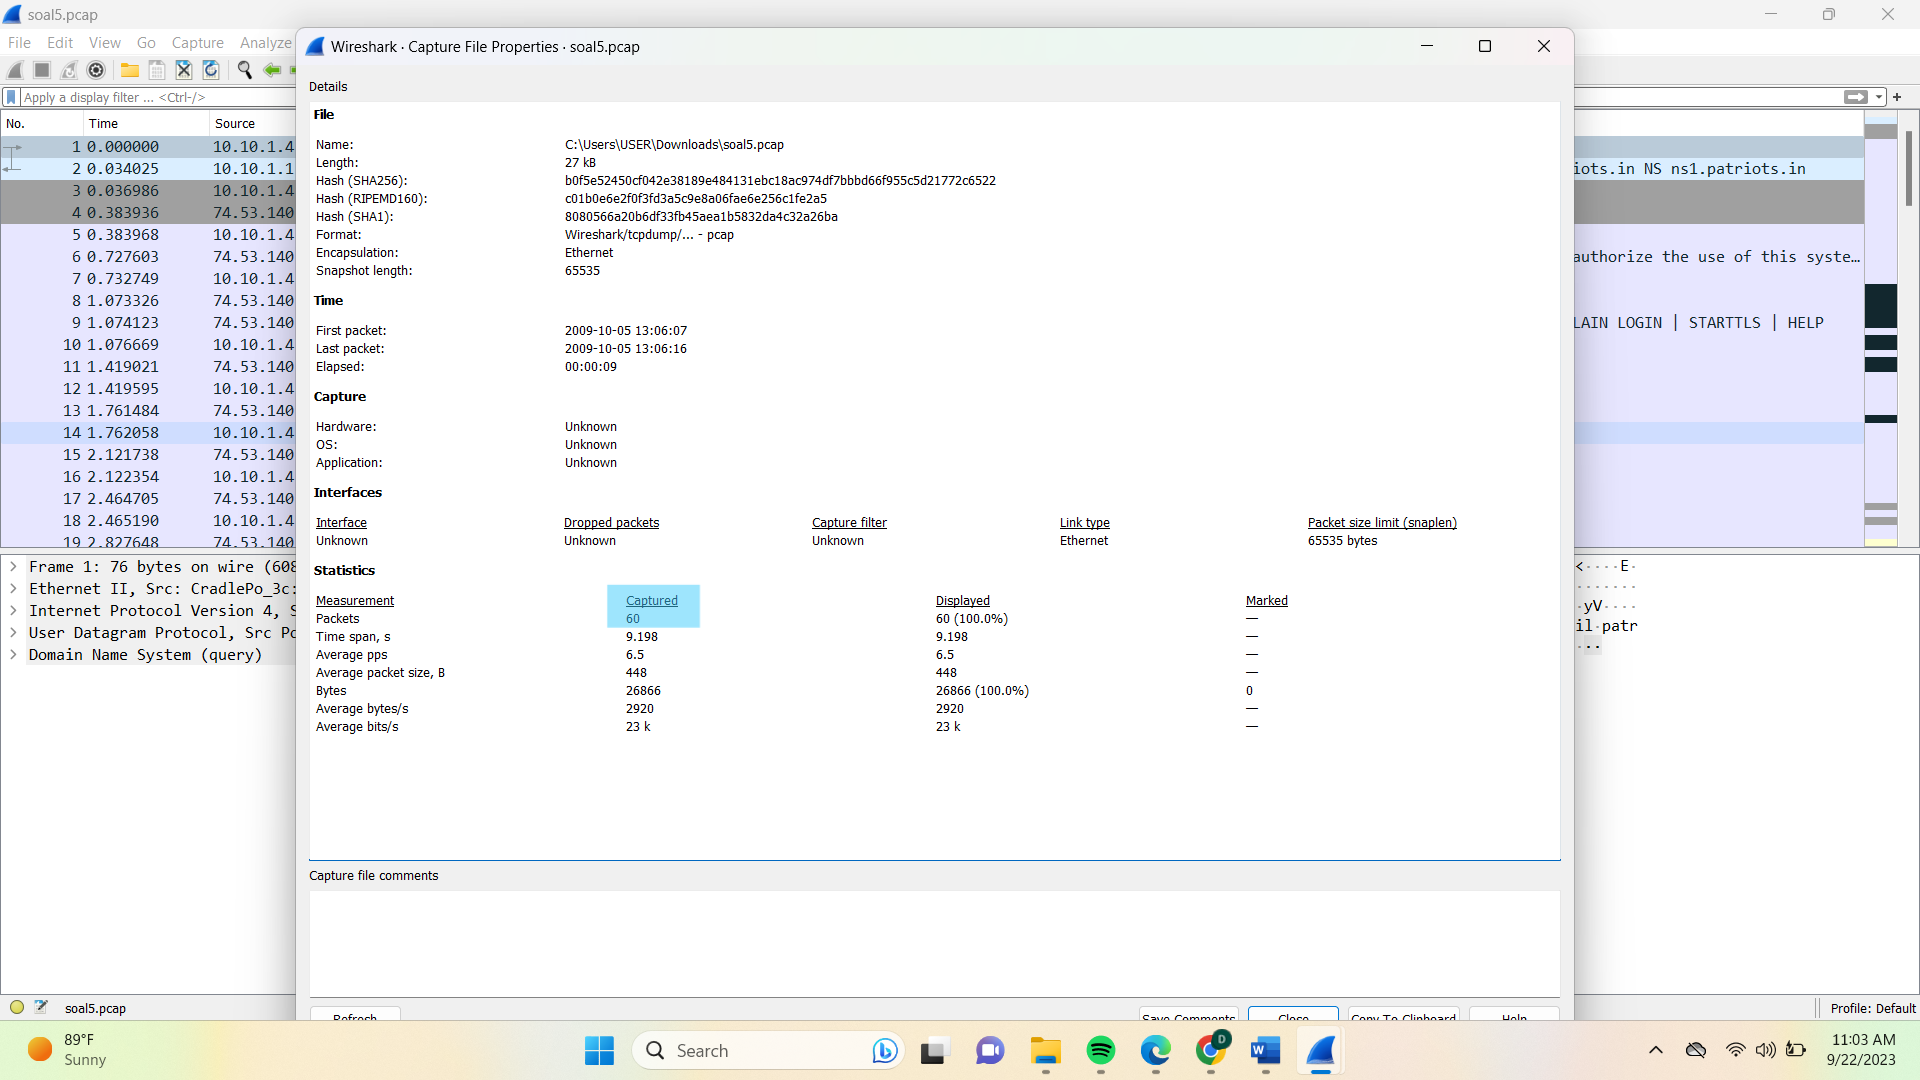 soal5.pcap
File Edit View Go Capture Analyze
Wireshark · Capture File Properties · soal5.pcap
Apply a display filter ... <Ctrl-/>
+
Details
No. Time Source
1 0.000000 10.10.1.4
2 0.034025 10.10.1.1
3 0.036986 10.10.1.4
4 0.383936 74.53.140
5 0.383968 10.10.1.4
6 0.727603 74.53.140
7 0.732749 10.10.1.4
8 1.073326 74.53.140
9 1.074123 74.53.140
10 1.076669 10.10.1.4
11 1.419021 74.53.140
12 1.419595 10.10.1.4
13 1.761484 74.53.140
14 1.762058 10.10.1.4
15 2.121738 74.53.140
16 2.122354 10.10.1.4
17 2.464705 74.53.140
18 2.465190 10.10.1.4
19 2.827648 74.53.140
Frame 1: 76 bytes on wire (608
Ethernet II, Src: CradlePo_3c:
Internet Protocol Version 4, S
User Datagram Protocol, Src Po
Domain Name System (query)
File
Name: C:\Users\USER\Downloads\soal5.pcap
Length: 27 kB
Hash (SHA256): b0f5e52450cf042e38189e484131ebc18ac974df7bbbd66f955c5d21772c6522
Hash (RIPEMD160): c01b0e6e2f0f3fd3a5c9e8a06fae6e256c1fe2a5
Hash (SHA1): 8080566a20b6df33fb45aea1b5832da4c32a26ba
Format: Wireshark/tcpdump/... - pcap
Encapsulation: Ethernet
Snapshot length: 65535
Time
First packet: 2009-10-05 13:06:07
Last packet: 2009-10-05 13:06:16
Elapsed: 00:00:09
Capture
Hardware: Unknown
OS: Unknown
Application: Unknown
Interfaces
Interface Dropped packets Capture filter Link type Packet size limit (snaplen)
Unknown Unknown Unknown Ethernet 65535 bytes
Statistics
Measurement Captured Displayed Marked
Packets 60 60 (100.0%) —
Time span, s 9.198 9.198 —
Average pps 6.5 6.5 —
Average packet size, B 448 448 —
Bytes 26866 26866 (100.0%) 0
Average bytes/s 2920 2920 —
Average bits/s 23 k 23 k —
Capture file comments
Refresh Save Comments Close Copy To Clipboard Help
iots.in NS ns1.patriots.in
authorize the use of this syste…
LAIN LOGIN | STARTTLS | HELP
<····E·
·······
·yV····
il·patr
···
soal5.pcap
Profile: Default
89°F
Sunny
Search
D
11:03 AM
9/22/2023